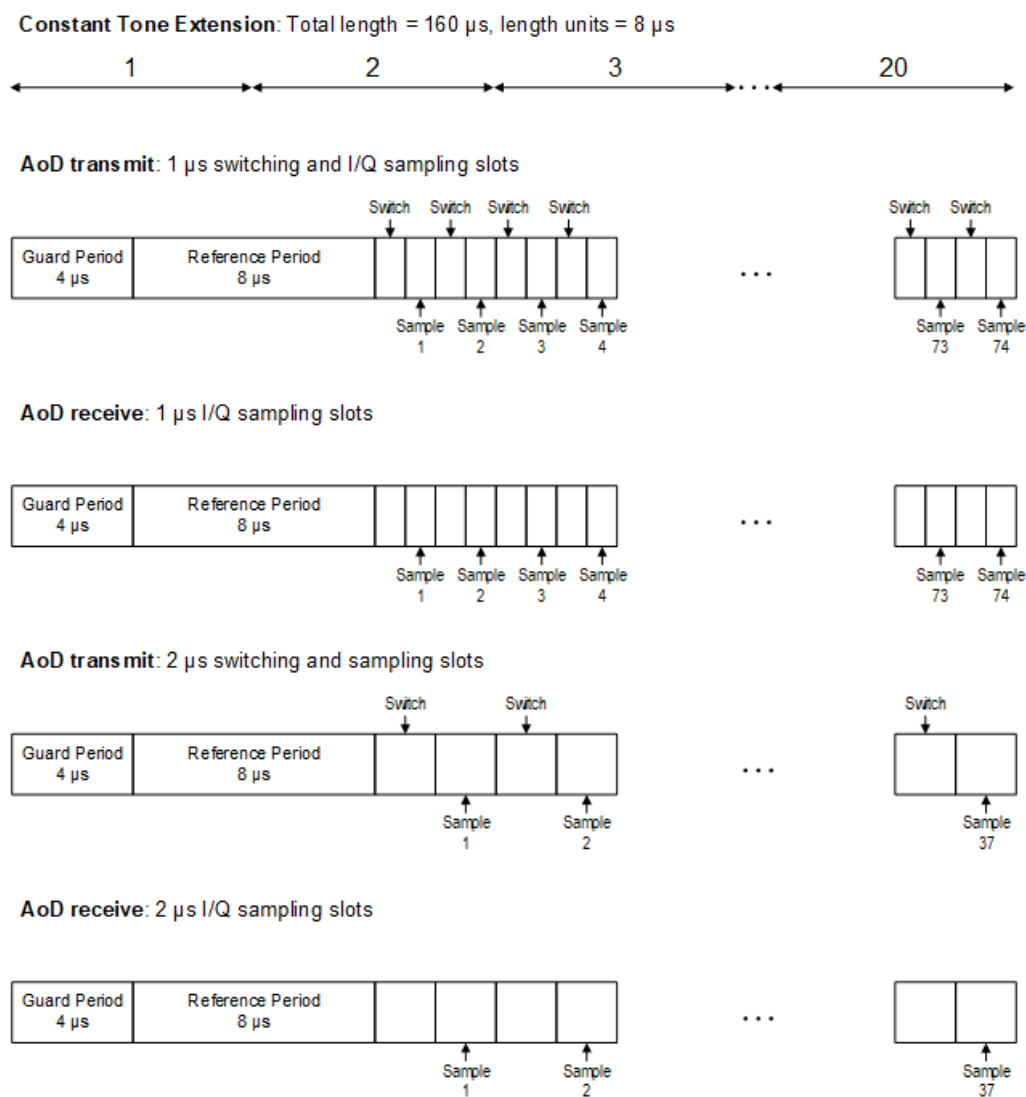 Constant Tone Extension: Total length = 160 µs, length units = 8 µs
1 2 3 ... 20
AoD transmit: 1 µs switching and I/Q sampling slots
Switch Switch Switch Switch Switch Switch
Guard Period Reference Period
4 µs 8 µs ...
Sample Sample Sample Sample Sample Sample
1 2 3 4 73 74
AoD receive: 1 µs I/Q sampling slots
Guard Period Reference Period
4 µs 8 µs ...
Sample Sample Sample Sample Sample Sample
1 2 3 4 73 74
AoD transmit: 2 µs switching and sampling slots
Switch Switch Switch
Guard Period Reference Period
4 µs 8 µs ...
Sample Sample Sample
1 2 37
AoD receive: 2 µs I/Q sampling slots
Guard Period Reference Period
4 µs 8 µs ...
Sample Sample Sample
1 2 37